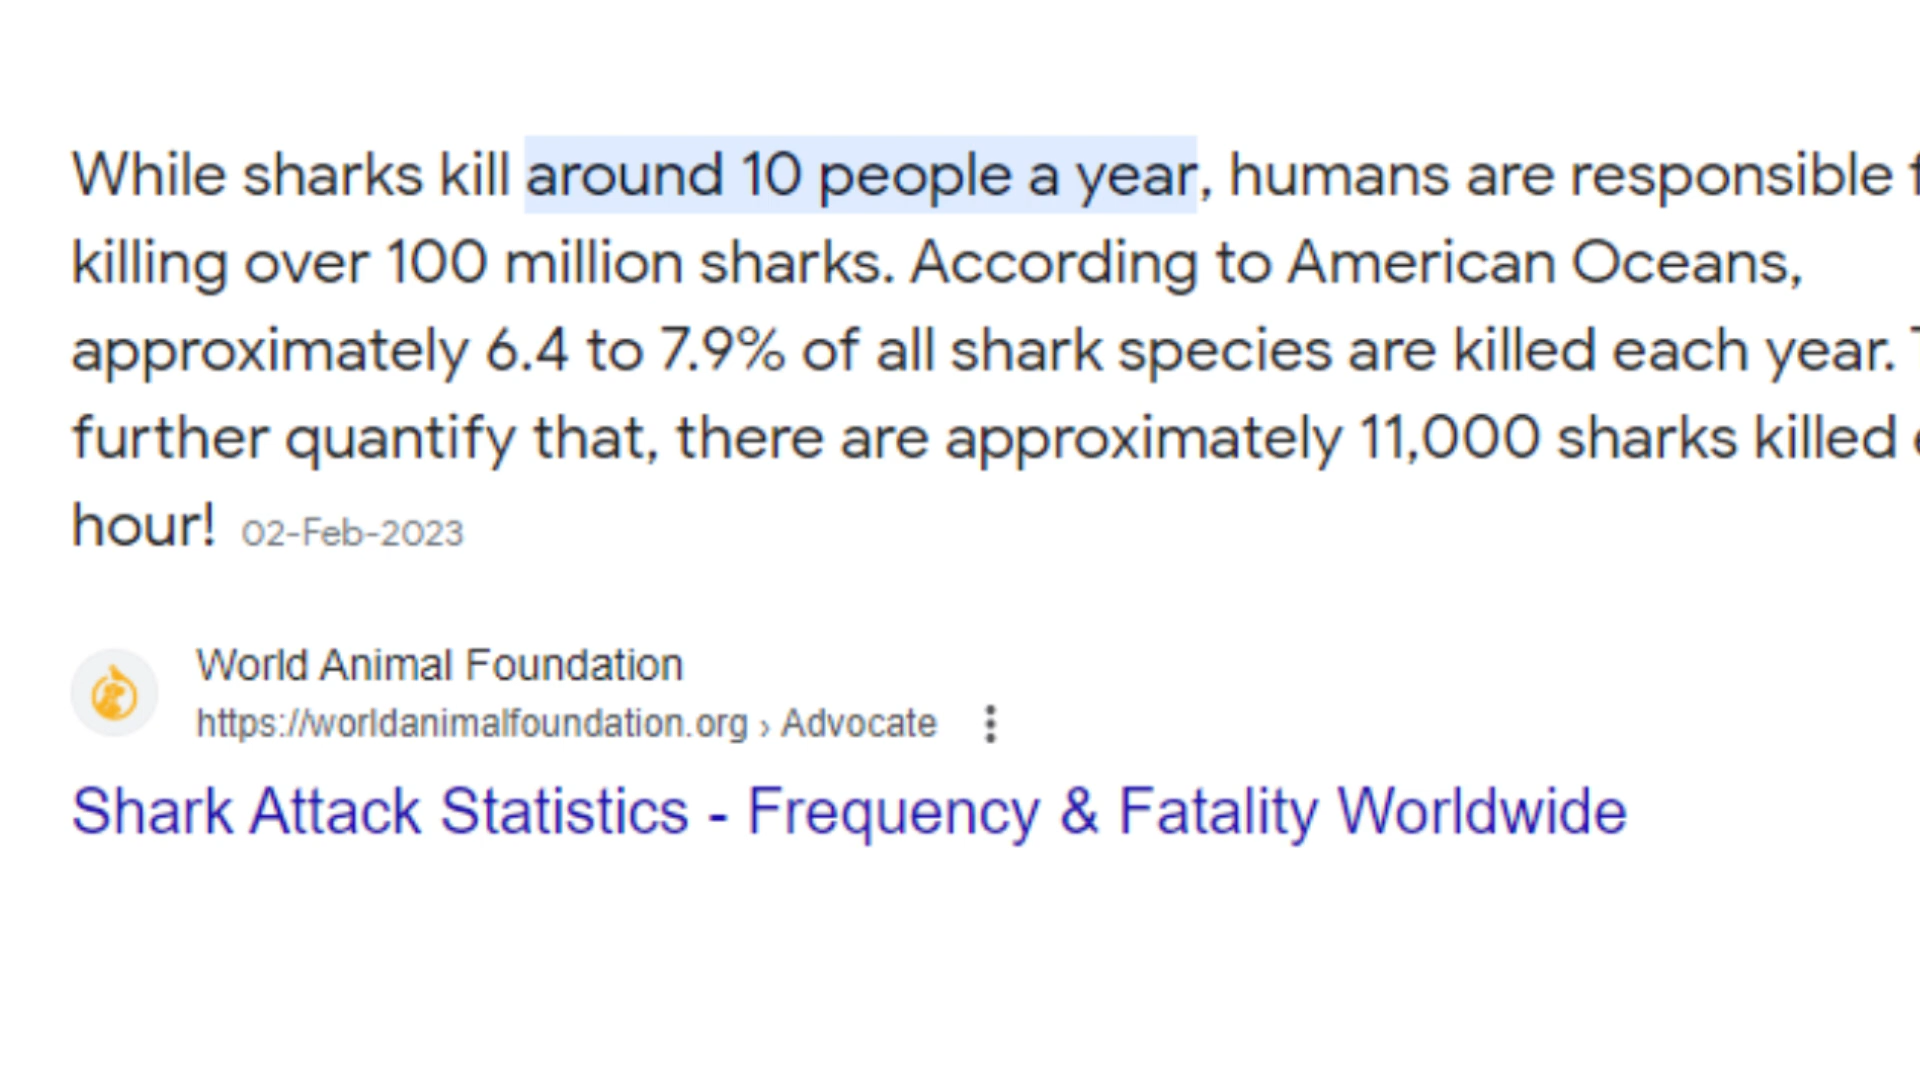 While sharks kill around 10 people a year, humans are responsible
killing over 100 million sharks. According to American Oceans,
approximately 6.4 to 7.9% of all shark species are killed each year.
further quantify that, there are approximately 11,000 sharks killed
hour! 02-Feb-2023
World Animal Foundation
https://worldanimalfoundation.org › Advocate
Shark Attack Statistics - Frequency & Fatality Worldwide